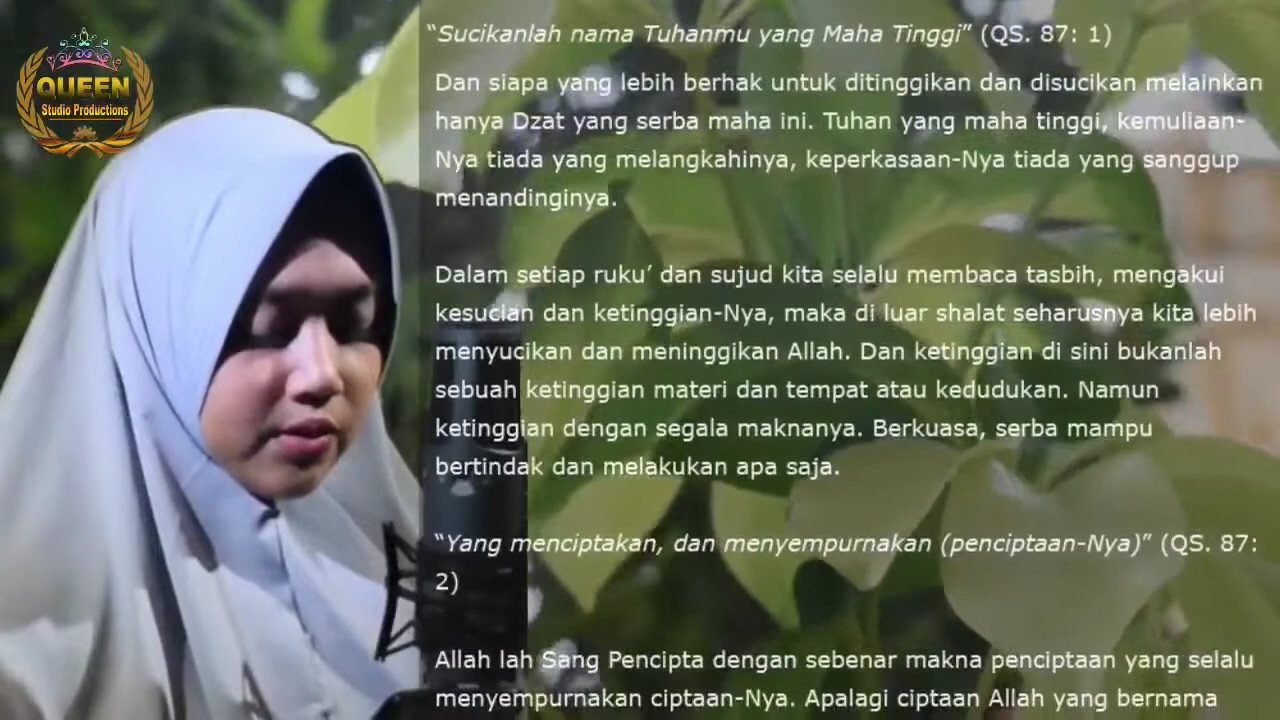 QUEEN
Studio Productions
“Sucikanlah nama Tuhanmu yang Maha Tinggi” (QS. 87: 1)
Dan siapa yang lebih berhak untuk ditinggikan dan disucikan melainkan
hanya Dzat yang serba maha ini. Tuhan yang maha tinggi, kemuliaan-
Nya tiada yang melangkahinya, keperkasaan-Nya tiada yang sanggup
menandinginya.
Dalam setiap ruku’ dan sujud kita selalu membaca tasbih, mengakui
kesucian dan ketinggian-Nya, maka di luar shalat seharusnya kita lebih
menyucikan dan meninggikan Allah. Dan ketinggian di sini bukanlah
sebuah ketinggian materi dan tempat atau kedudukan. Namun
ketinggian dengan segala maknanya. Berkuasa, serba mampu
bertindak dan melakukan apa saja.
“Yang menciptakan, dan menyempurnakan (penciptaan-Nya)” (QS. 87:
2)
Allah lah Sang Pencipta dengan sebenar makna penciptaan yang selalu
menyempurnakan ciptaan-Nya. Apalagi ciptaan Allah yang bernama